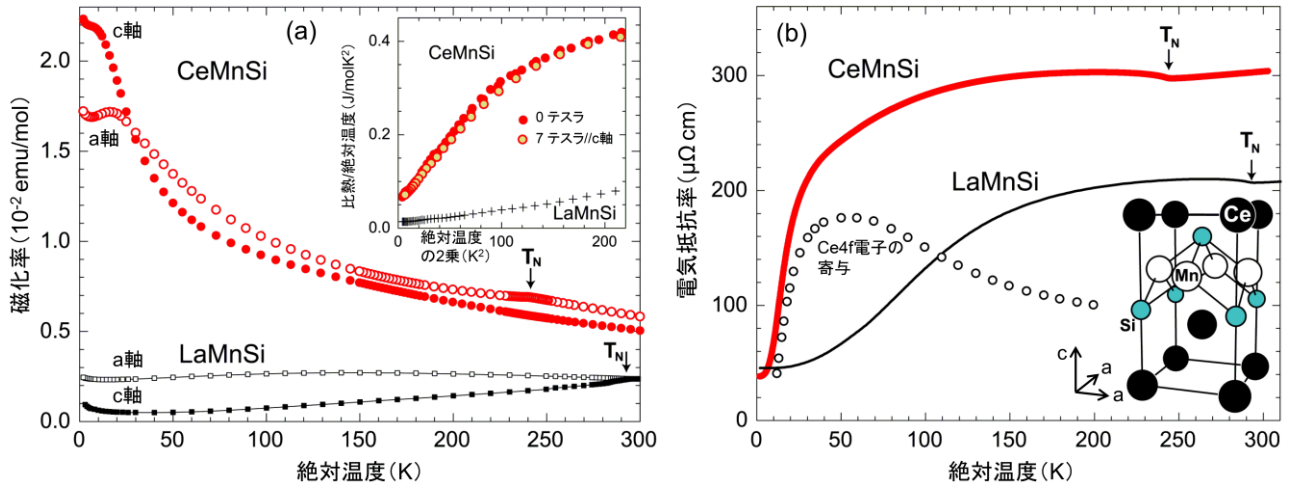 (a)
磁化率(10⁻² emu/mol)
2.0
1.5
1.0
0.5
0.0
0
50
100
150
200
250
300
絶対温度(K)
c軸
CeMnSi
a軸
T_N
LaMnSi
a軸
c軸
T_N
比熱/絶対温度(J/molK²)
0.4
0.2
0.0
0
100
200
絶対温度
の2乗(K²)
CeMnSi
0 テスラ
7 テスラ//c軸
LaMnSi
(b)
電気抵抗率(μΩ cm)
300
200
100
0
0
50
100
150
200
250
300
絶対温度(K)
CeMnSi
T_N
LaMnSi
T_N
Ce4f電子の
寄与
Ce
Mn
Si
c
a
a